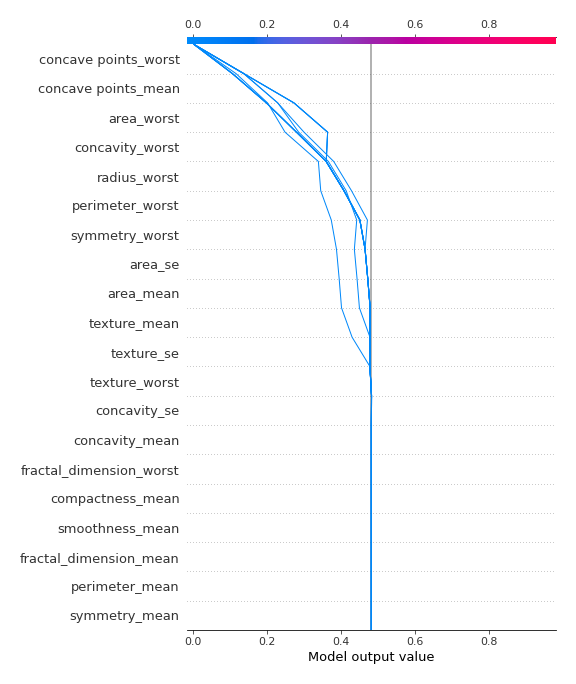 0.0 0.2 0.4 0.6 0.8
concave points_worst
concave points_mean
area_worst
concavity_worst
radius_worst
perimeter_worst
symmetry_worst
area_se
area_mean
texture_mean
texture_se
texture_worst
concavity_se
concavity_mean
fractal_dimension_worst
compactness_mean
smoothness_mean
fractal_dimension_mean
perimeter_mean
symmetry_mean
0.0 0.2 0.4 0.6 0.8
Model output value